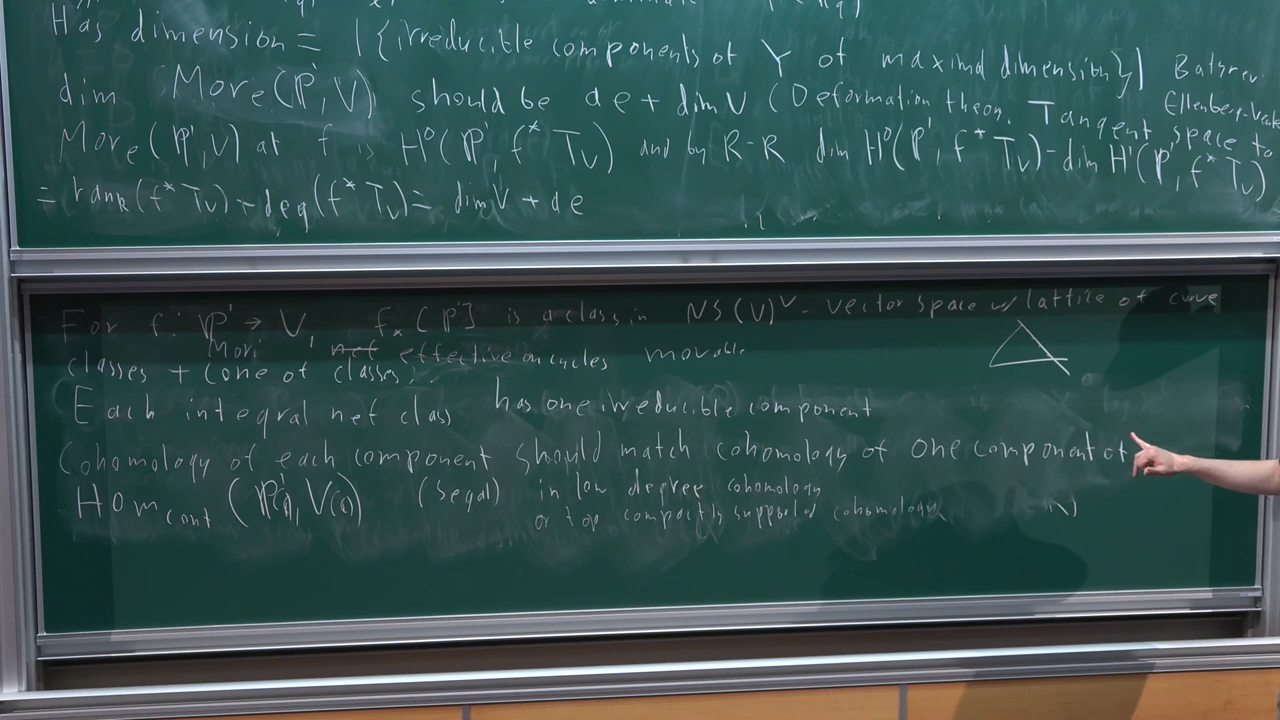 Has dimension = |{irreducible components of Y of maximal dimension}| Batyrev
dim Mor_e(P¹, V) should be de + dim V (Deformation theory. Tangent space to Ellenberg-Venkatesh
Mor_e(P¹, V) at f is H⁰(P¹, f* T_V) and by R-R dim H⁰(P¹, f* T_V) - dim H¹(P¹, f* T_V)
= rank(f* T_V) + deg(f* T_V) = dim V + de
For f: P¹ → V, f_*[P¹] is a class in NS(V)^∨ - vector space w/ lattice of curve
Mori, nef effective on cycles movable
classes + cone of classes.
Each integral nef class has one irreducible component
Cohomology of each component should match cohomology of one component of
Hom_cont (P¹(C), V(C)) (Segal) in low degree cohomology
or top compactly supported cohomology